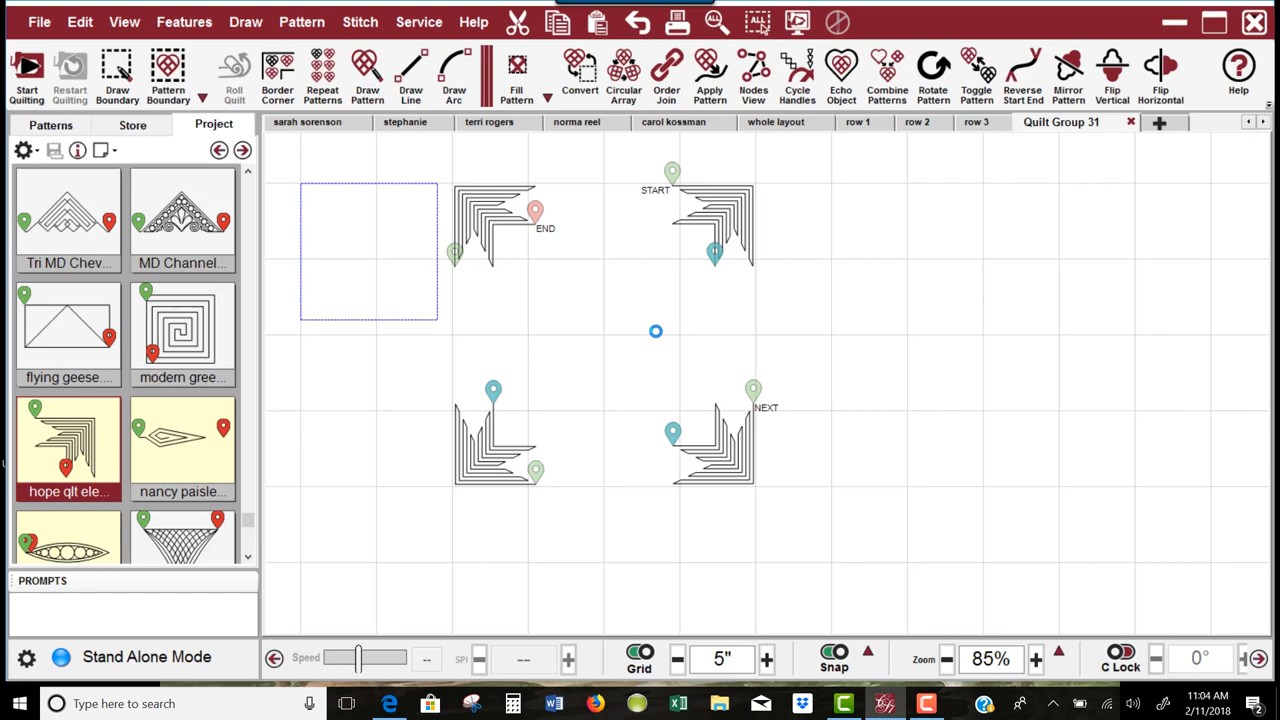 File Edit View Features Draw Pattern Stitch Service Help
ALL ALL
Start Quilting
Restart Quilting
Draw Boundary
Pattern Boundary
Roll Quilt
Border Corner
Repeat Patterns
Draw Pattern
Draw Line
Draw Arc
Fill Pattern
Convert
Circular Array
Order Join
Apply Pattern
Nodes View
Cycle Handles
Echo Object
Combine Patterns
Rotate Pattern
Toggle Pattern
Reverse Start End
Mirror Pattern
Flip Vertical
Flip Horizontal
Help
Patterns Store Project
sarah sorenson stephanie terri rogers norma reel carol kossman whole layout row 1 row 2 row 3 Quilt Group 31
START
END
NEXT
Tri MD Chev... MD Channel...
flying geese.... modern gree...
hope qlt ele... nancy paisle...
PROMPTS
Stand Alone Mode
Speed -- SPI -- Grid 5" Snap Zoom 85% C Lock 0°
Type here to search
11:04 AM
2/11/2018
2